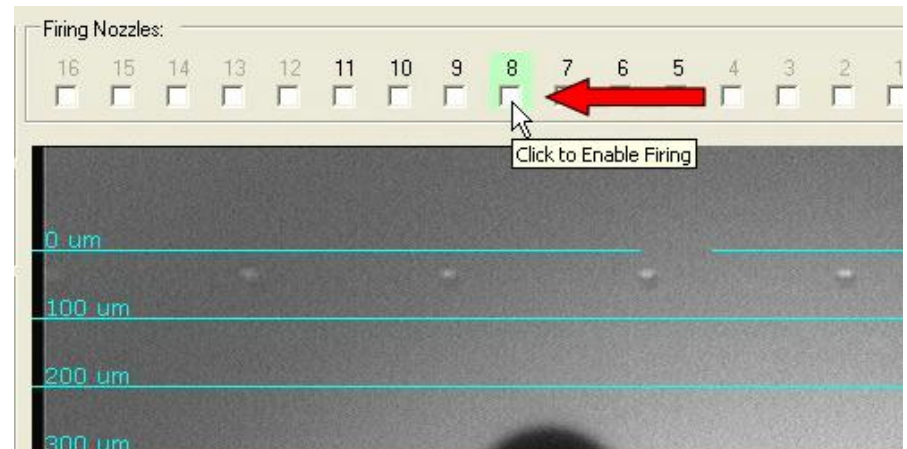 Firing Nozzles:
16 15 14 13 12 11 10 9 8 7 6 5 4 3 2 1
Click to Enable Firing
0 um
100 um
200 um
300 um